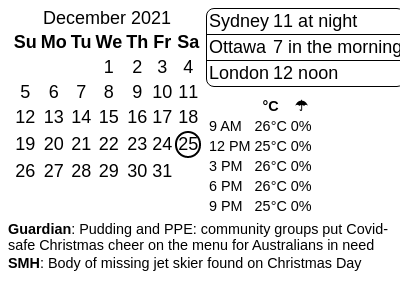 December 2021
Su Mo Tu We Th Fr Sa
1 2 3 4
5 6 7 8 9 10 11
12 13 14 15 16 17 18
19 20 21 22 23 24 25
26 27 28 29 30 31
Sydney 11 at night
Ottawa 7 in the morning
London 12 noon
°C ☂
9 AM 26°C 0%
12 PM 25°C 0%
3 PM 26°C 0%
6 PM 26°C 0%
9 PM 25°C 0%
Guardian: Pudding and PPE: community groups put Covid-
safe Christmas cheer on the menu for Australians in need
SMH: Body of missing jet skier found on Christmas Day